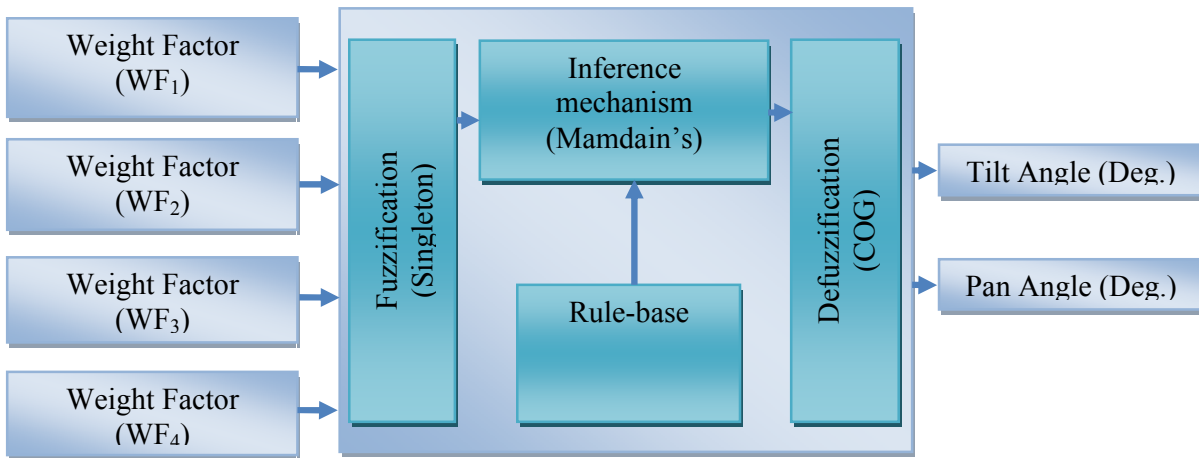 Weight Factor
(WF₁)
Weight Factor
(WF₂)
Weight Factor
(WF₃)
Weight Factor
(WF₄)
Fuzzification
(Singleton)
Inference
mechanism
(Mamdain’s)
Rule-base
Defuzzification
(COG)
Tilt Angle (Deg.)
Pan Angle (Deg.)